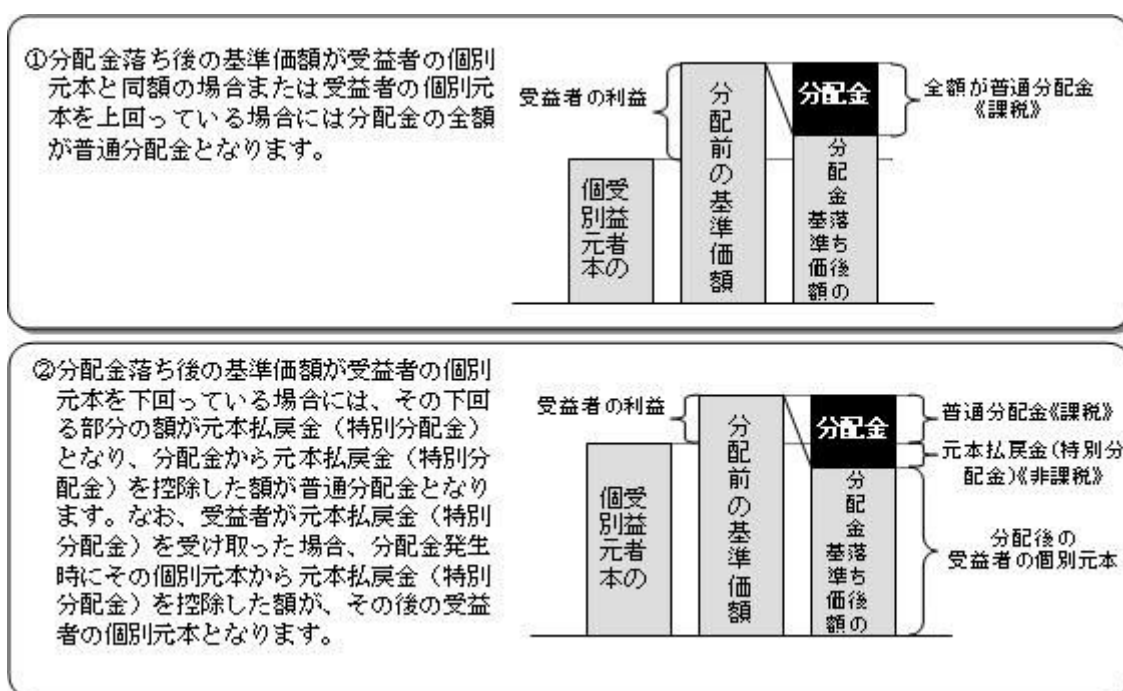 ①分配金落ち後の基準価額が受益者の個別
元本と同額の場合または受益者の個別元
本を上回っている場合には分配金の全額
が普通分配金となります。
受益者の利益
受益者の
個別元本
分配前の基準価額
分配金
分配金落ち後の
基準価額
全額が普通分配金
《課税》
②分配金落ち後の基準価額が受益者の個別
元本を下回っている場合には、その下回
る部分の額が元本払戻金（特別分配金）
となり、分配金から元本払戻金（特別分
配金）を控除した額が普通分配金となり
ます。なお、受益者が元本払戻金（特別
分配金）を受け取った場合、分配金発生
時にその個別元本から元本払戻金（特別
分配金）を控除した額が、その後の受益
者の個別元本となります。
受益者の利益
受益者の
個別元本
分配前の基準価額
分配金
分配金落ち後の
基準価額
普通分配金《課税》
元本払戻金(特別分
配金)《非課税》
分配後の
受益者の個別元本